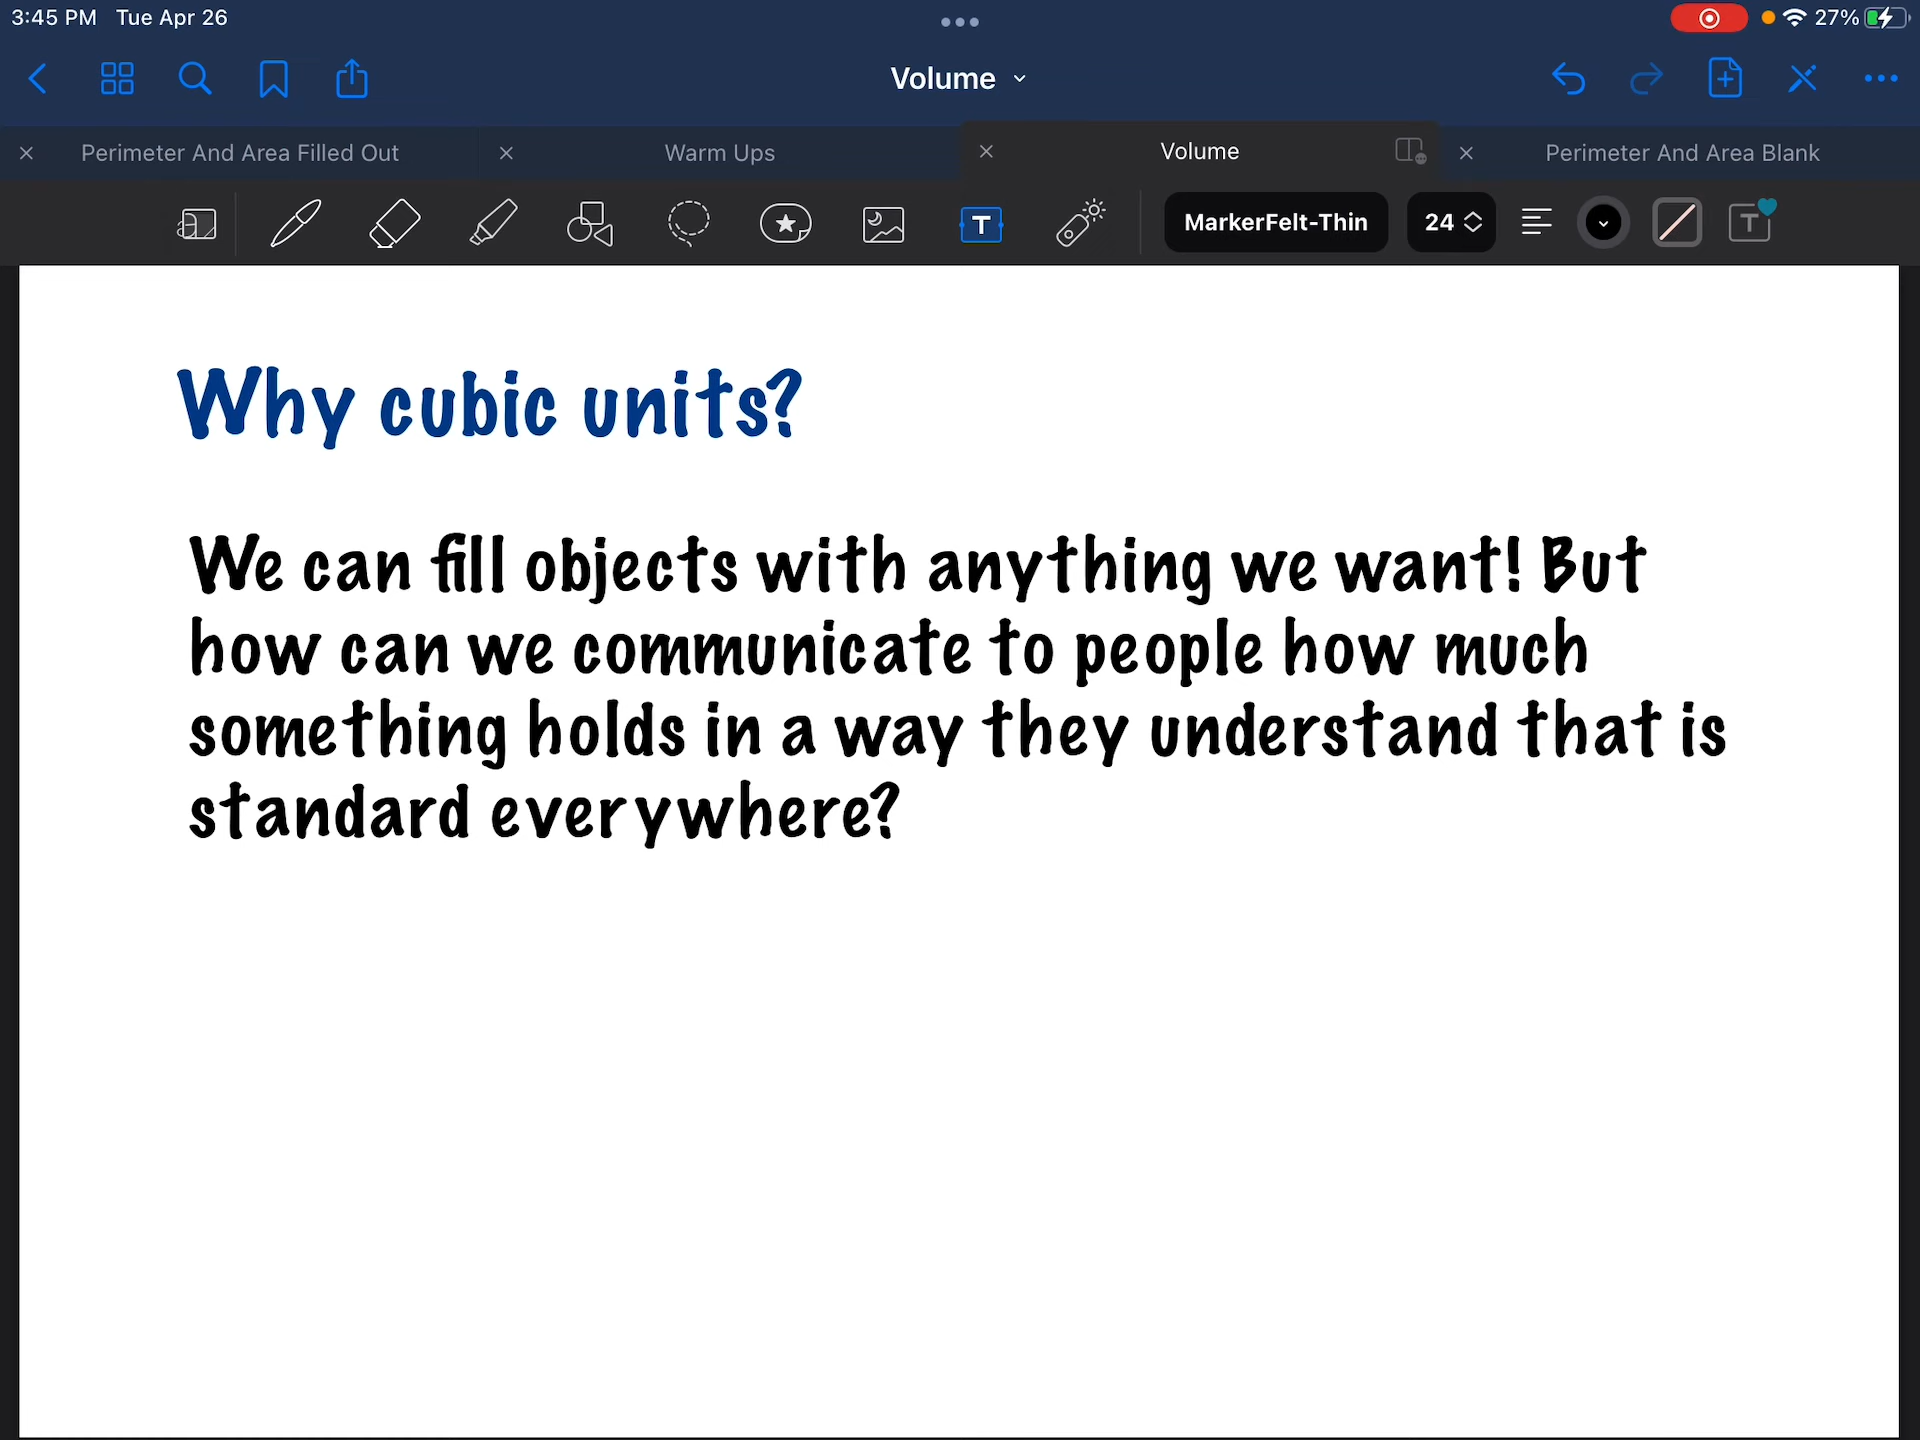 3:45 PM Tue Apr 26
27%
Volume
Perimeter And Area Filled Out
Warm Ups
Volume
Perimeter And Area Blank
MarkerFelt-Thin
24
Why cubic units?
We can fill objects with anything we want! But
how can we communicate to people how much
something holds in a way they understand that is
standard everywhere?